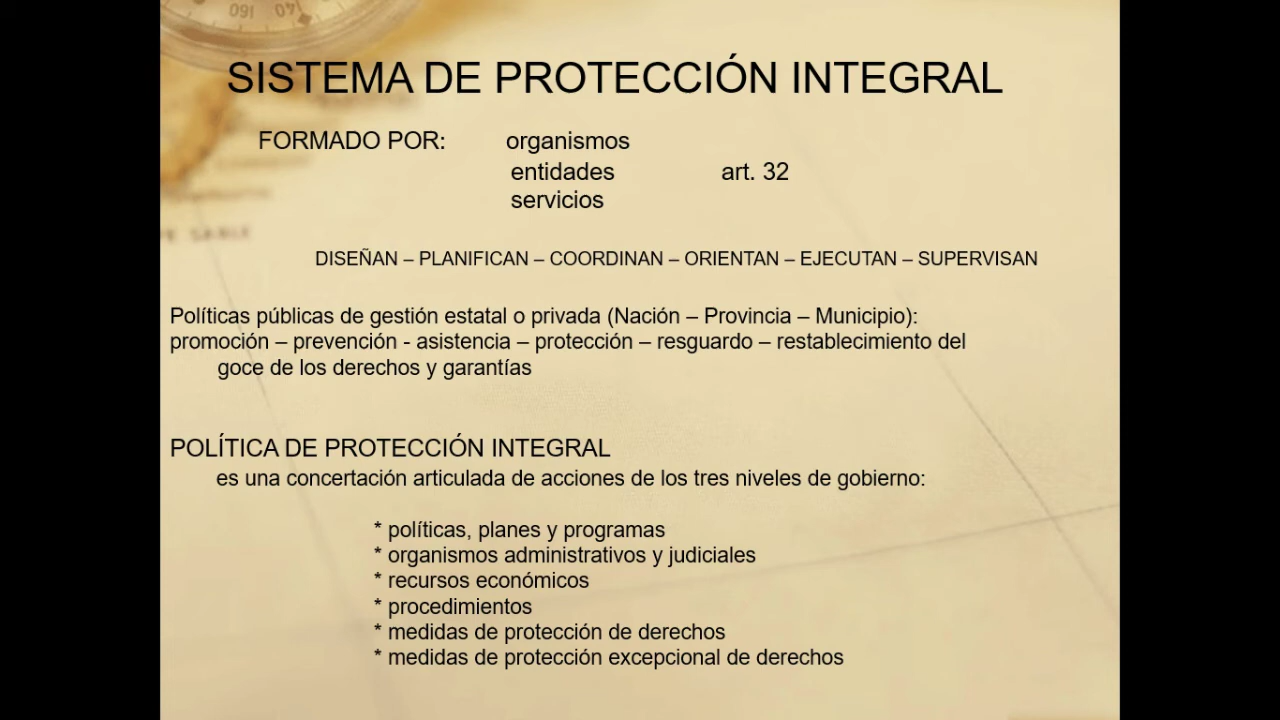 SISTEMA DE PROTECCIÓN INTEGRAL
FORMADO POR: organismos
entidades art. 32
servicios
DISEÑAN – PLANIFICAN – COORDINAN – ORIENTAN – EJECUTAN – SUPERVISAN
Políticas públicas de gestión estatal o privada (Nación – Provincia – Municipio):
promoción – prevención - asistencia – protección – resguardo – restablecimiento del
goce de los derechos y garantías
POLÍTICA DE PROTECCIÓN INTEGRAL
es una concertación articulada de acciones de los tres niveles de gobierno:
* políticas, planes y programas
* organismos administrativos y judiciales
* recursos económicos
* procedimientos
* medidas de protección de derechos
* medidas de protección excepcional de derechos